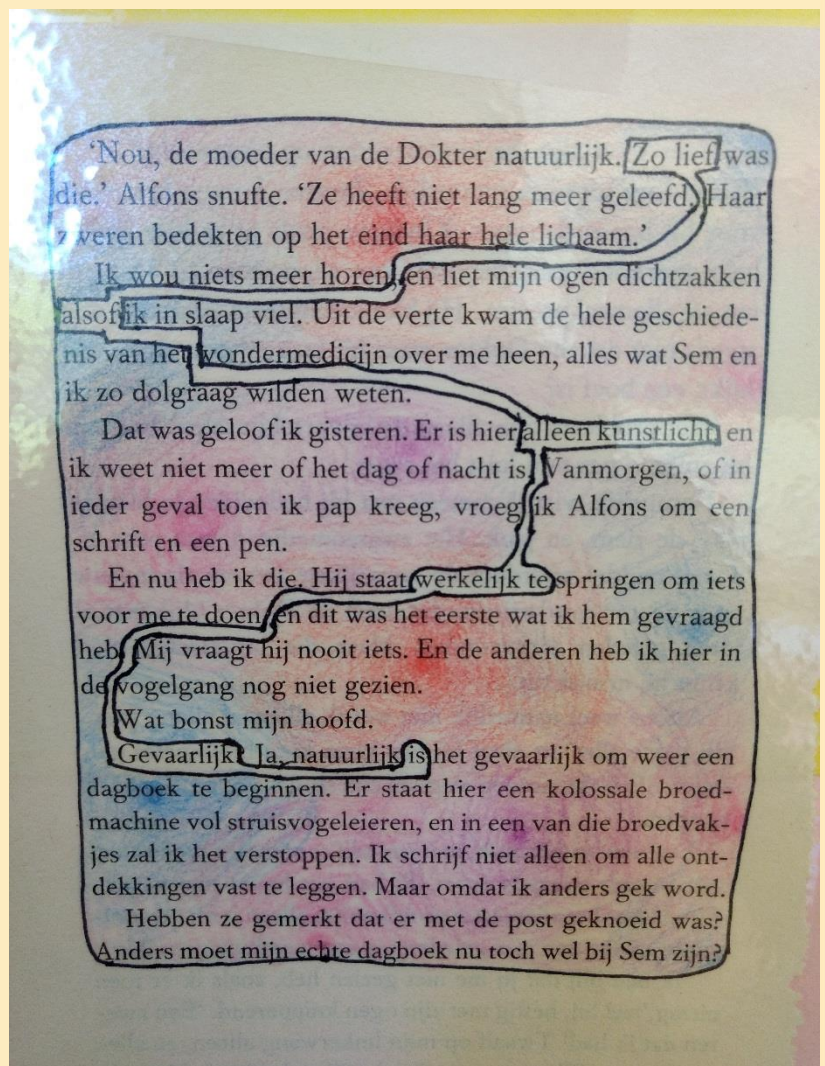 'Nou, de moeder van de Dokter natuurlijk. Zo lief was
die.' Alfons snufte. 'Ze heeft niet lang meer geleefd. Haar
zweren bedekten op het eind haar hele lichaam.'
Ik wou niets meer horen, en liet mijn ogen dichtzakken
alsof ik in slaap viel. Uit de verte kwam de hele geschiede-
nis van het wondermedicijn over me heen, alles wat Sem en
ik zo dolgraag wilden weten.
Dat was geloof ik gisteren. Er is hier alleen kunstlicht, en
ik weet niet meer of het dag of nacht is. Vanmorgen, of in
ieder geval toen ik pap kreeg, vroeg ik Alfons om een
schrift en een pen.
En nu heb ik die. Hij staat werkelijk te springen om iets
voor me te doen, en dit was het eerste wat ik hem gevraagd
heb. Mij vraagt hij nooit iets. En de anderen heb ik hier in
de vogelgang nog niet gezien.
Wat bonst mijn hoofd.
Gevaarlijk? Ja, natuurlijk is het gevaarlijk om weer een
dagboek te beginnen. Er staat hier een kolossale broed-
machine vol struisvogeleieren, en in een van die broedvak-
jes zal ik het verstoppen. Ik schrijf niet alleen om alle ont-
dekkingen vast te leggen. Maar omdat ik anders gek word.
Hebben ze gemerkt dat er met de post geknoeid was?
Anders moet mijn echte dagboek nu toch wel bij Sem zijn?